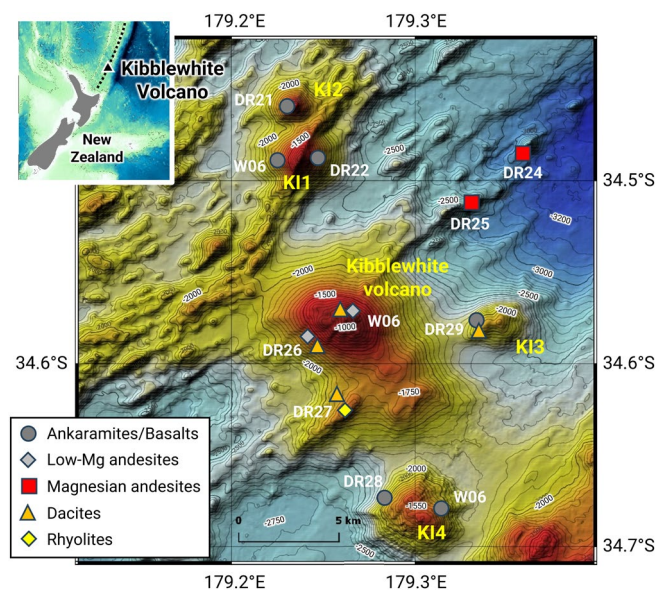 179.2°E
179.3°E
Kibblewhite
Volcano
New
Zealand
-2000
KI2
DR21
-2000
-1500
W06
DR22
KI1
-2500
DR24
34.5°S
-2500
DR25
-3200
-2000
Kibblewhite
volcano
-3000
-2500
-2000
-1500
W06
-1000
-2000
DR29
KI3
DR26
34.6°S
-2000
-1750
DR27
Ankaramites/Basalts
Low-Mg andesites
Magnesian andesites
Dacites
Rhyolites
-2000
DR28
W06
-1550
KI4
-2000
0
5 km
-2750
-2500
34.7°S
179.2°E
179.3°E